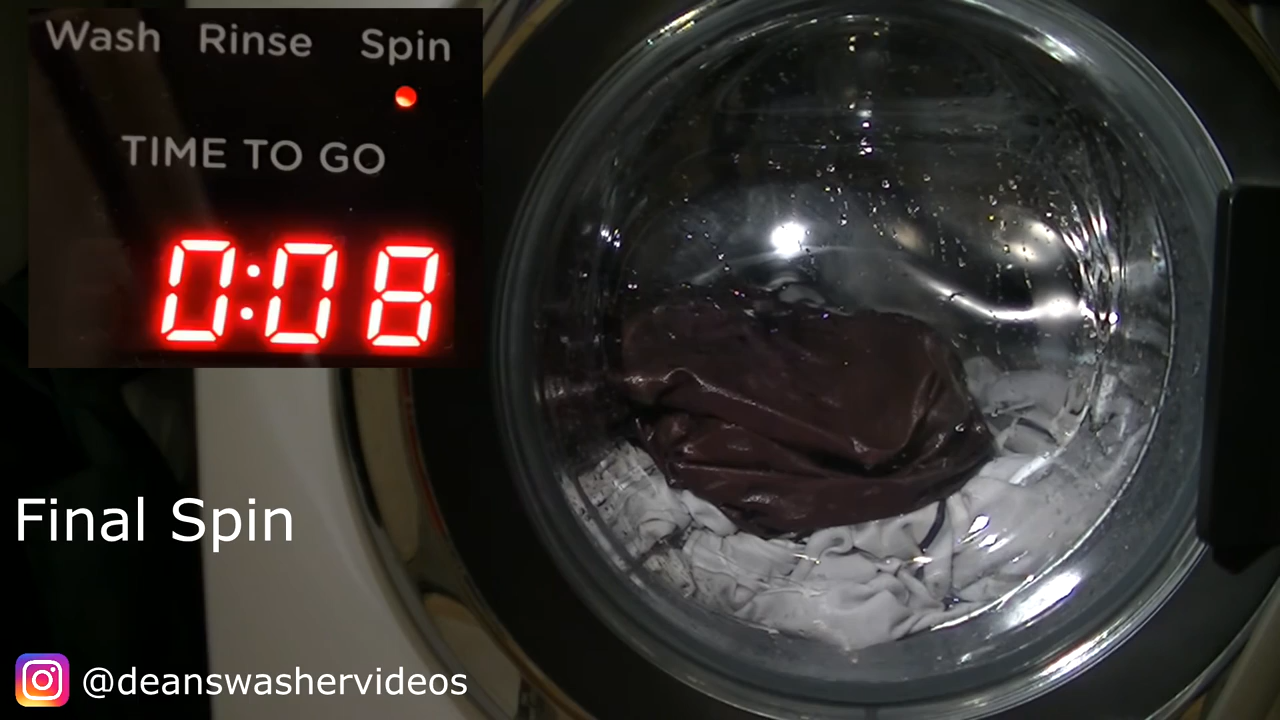 Wash Rinse Spin
TIME TO GO
0:08
Final Spin
@deanswashervideos